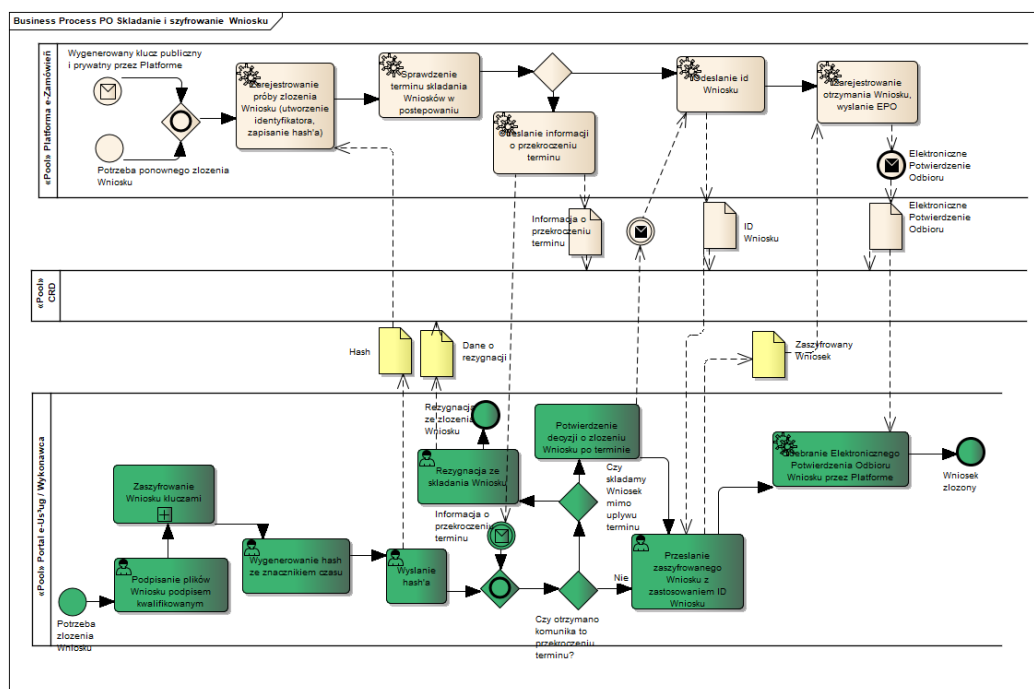 Business Process PO Skladanie i szyfrowanie Wniosku
«Pool» Platforma e-Zamówień
Wygenerowany klucz publiczny
i prywatny przez Platforme
Potrzeba ponownego zlozenia
Wniosku
Zarejestrowanie
próby zlozenia
Wniosku (utworzenie
identyfikatora,
zapisanie hash'a)
Sprawdzenie
terminu skladania
Wniosków w
postepowaniu
Odeslanie informacji
o przekroczeniu
terminu
Odeslanie id
Wniosku
Zarejestrowanie
otrzymania Wniosku,
wyslanie EPO
Elektroniczne
Potwierdzenie
Odbioru
Informacja o
przekroczeniu
terminu
ID
Wniosku
Elektroniczne
Potwierdzenie
Odbioru
«Pool»
CRD
Hash
Dane o
rezygnacji
Zaszyfrowany
Wniosek
«Pool» Portal e-Us³ug / Wykonawca
Potrzeba
zlozenia
Wniosku
Podpisanie plików
Wniosku podpisem
kwalifikowanym
Zaszyfrowanie
Wniosku kluczami
Wygenerowanie hash
ze znacznikiem czasu
Wyslanie
hash'a
Rezygnacja
ze zlozenia
Wniosku
Rezygnacja ze
skladania Wniosku
Informacja o
przekroczeniu
terminu
Potwierdzenie
decyzji o zlozeniu
Wniosku po terminie
Czy
skladamy
Wniosek
mimo
uplywu
terminu
Czy otrzymano
komunika to
przekroczeniu
terminu?
Nie
Przeslanie
zaszyfrowanego
Wniosku z
zastosowaniem ID
Wniosku
Odebranie Elektronicznego
Potwierdzenia Odbioru
Wniosku przez Platforme
Wniosek
zlozony